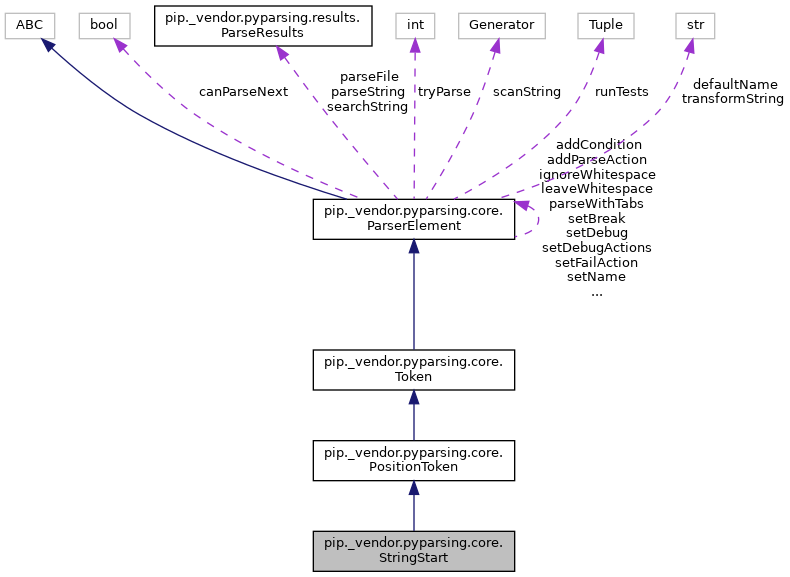 ABC
bool
pip._vendor.pyparsing.results.
ParseResults
int
Generator
Tuple
str
canParseNext
parseFile
parseString
searchString
tryParse
scanString
runTests
defaultName
transformString
addCondition
addParseAction
ignoreWhitespace
leaveWhitespace
parseWithTabs
setBreak
setDebug
setDebugActions
setFailAction
setName
...
pip._vendor.pyparsing.core.
ParserElement
pip._vendor.pyparsing.core.
Token
pip._vendor.pyparsing.core.
PositionToken
pip._vendor.pyparsing.core.
StringStart